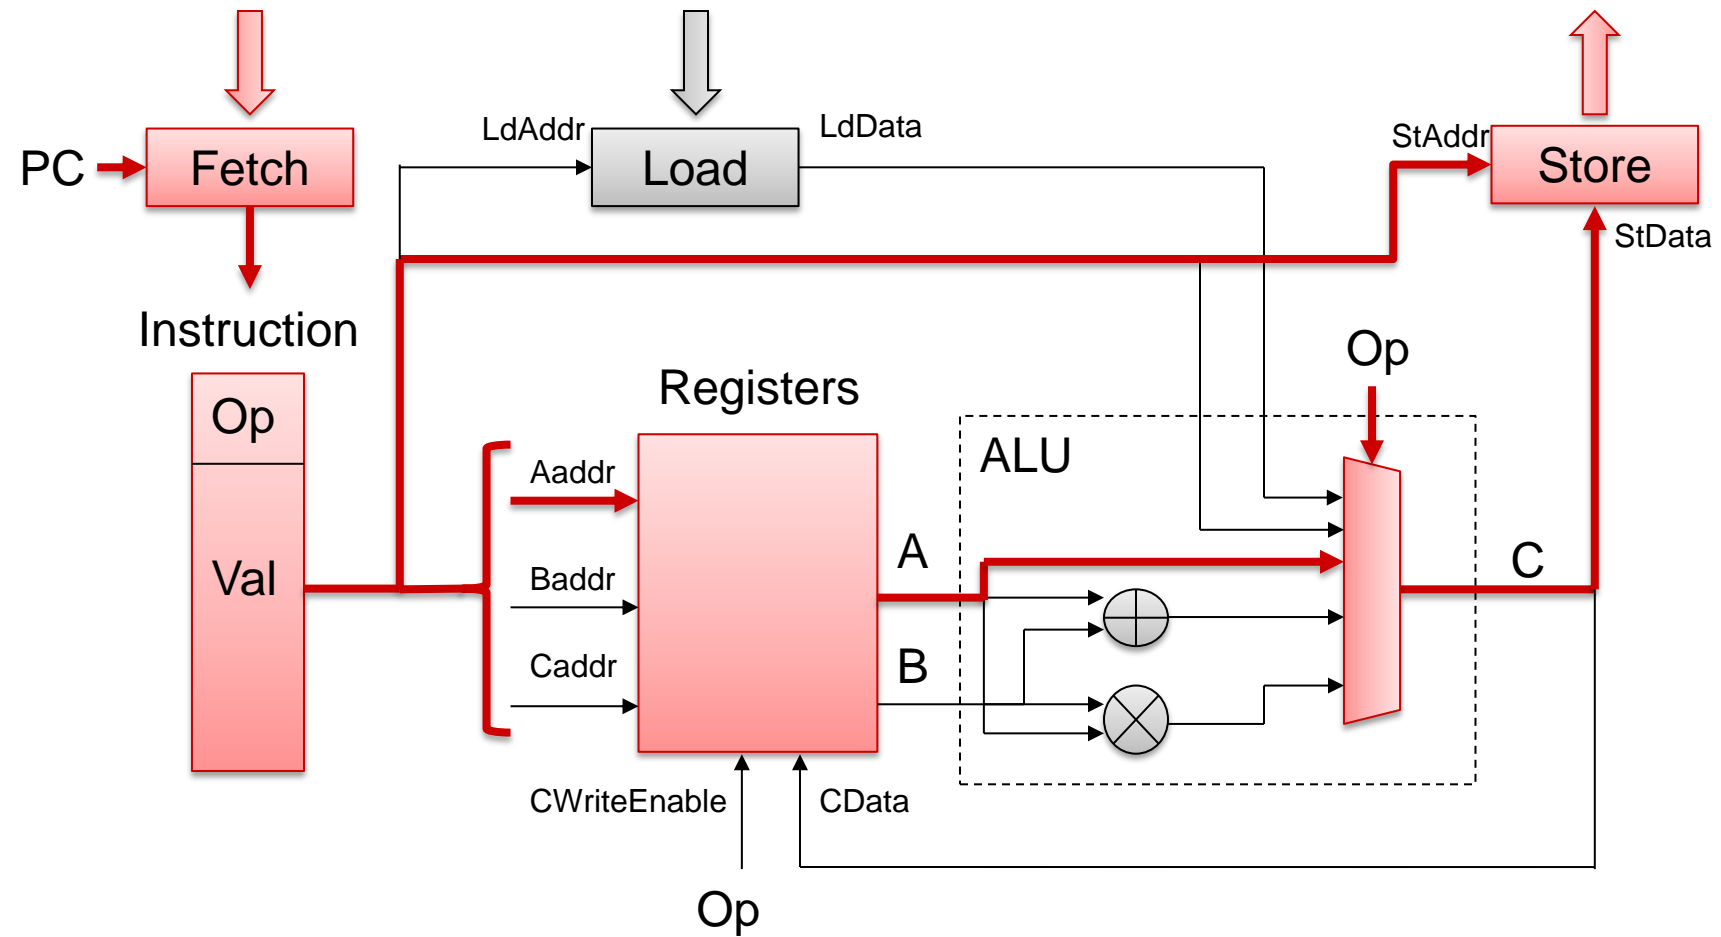 LdAddr
LdData
StAddr
PC
Fetch
Load
Store
StData
Instruction
Op
Registers
Op
ALU
Aaddr
A
C
Val
Baddr
Caddr
B
CWriteEnable
CData
Op